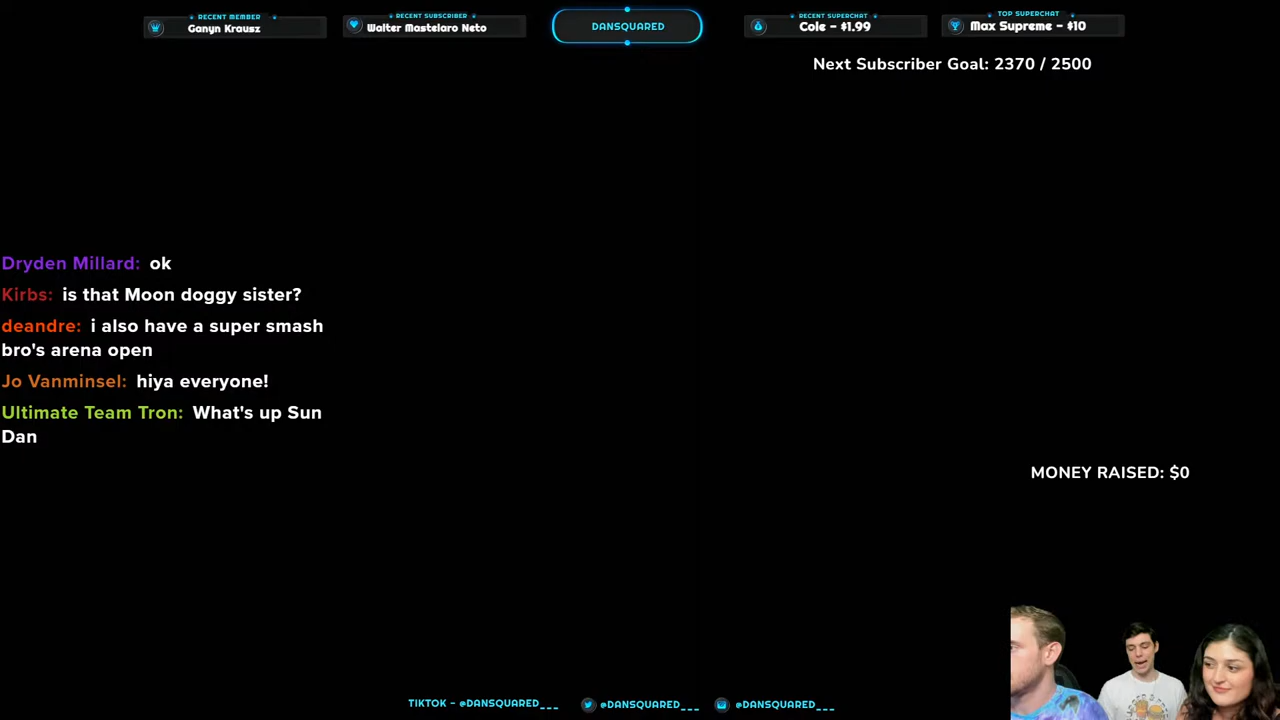 RECENT MEMBER
Ganyn Krausz
RECENT SUBSCRIBER
Walter Mastelaro Neto
DANSQUARED
RECENT SUPERCHAT
Cole - $1.99
TOP SUPERCHAT
Max Supreme - $10
Next Subscriber Goal: 2370 / 2500
Dryden Millard: ok
Kirbs: is that Moon doggy sister?
deandre: i also have a super smash
bro's arena open
Jo Vanminsel: hiya everyone!
Ultimate Team Tron: What's up Sun
Dan
MONEY RAISED: $0
TIKTOK - @DANSQUARED___
@DANSQUARED___
@DANSQUARED___